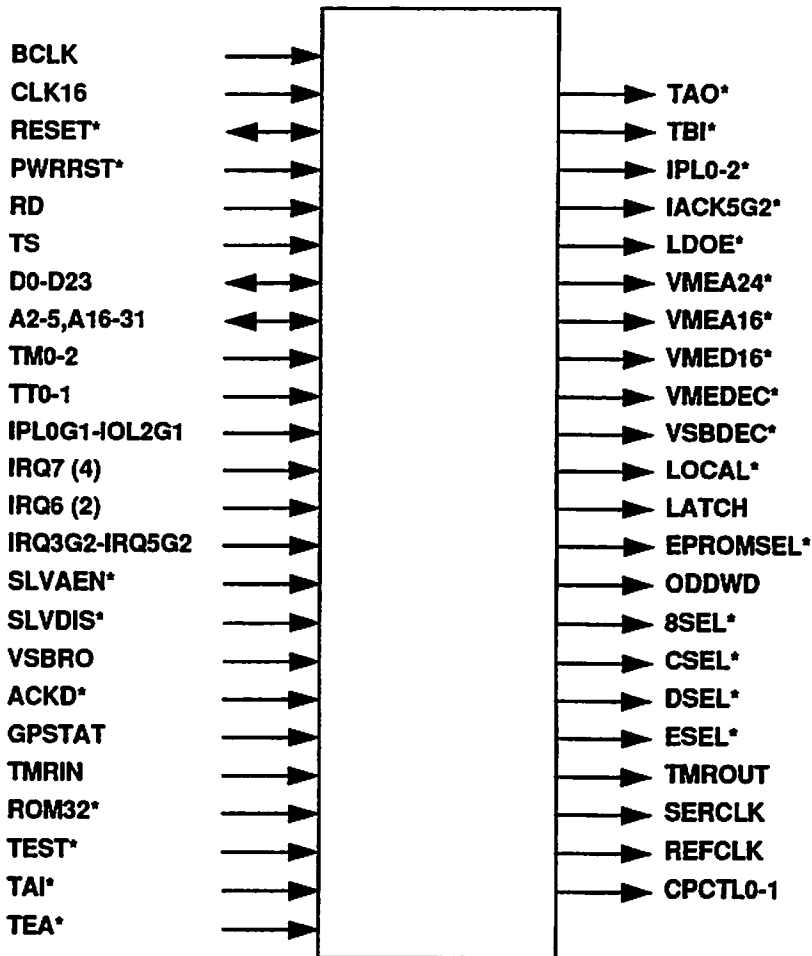 BCLK
CLK16
RESET*
PWRRST*
RD
TS
D0-D23
A2-5,A16-31
TM0-2
TT0-1
IPL0G1-IOL2G1
IRQ7 (4)
IRQ6 (2)
IRQ3G2-IRQ5G2
SLVAEN*
SLVDIS*
VSBRO
ACKD*
GPSTAT
TMRIN
ROM32*
TEST*
TAI*
TEA*
TAO*
TBI*
IPL0-2*
IACK5G2*
LDOE*
VMEA24*
VMEA16*
VMED16*
VMEDEC*
VSBDEC*
LOCAL*
LATCH
EPROMSEL*
ODDWD
8SEL*
CSEL*
DSEL*
ESEL*
TMROUT
SERCLK
REFCLK
CPCTL0-1